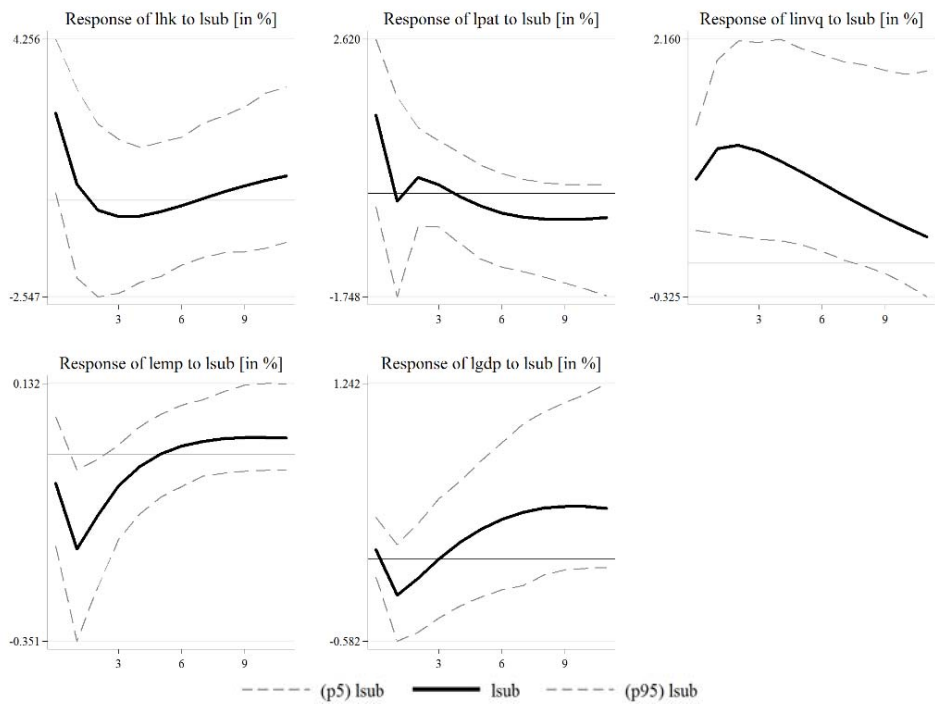 Response of lhk to lsub [in %]
4.256
-2.547
3 6 9
Response of lpat to lsub [in %]
2.620
-1.748
3 6 9
Response of linvq to lsub [in %]
2.160
-0.325
3 6 9
Response of lemp to lsub [in %]
0.132
-0.351
3 6 9
Response of lgdp to lsub [in %]
1.242
-0.582
3 6 9
(p5) lsub lsub (p95) lsub